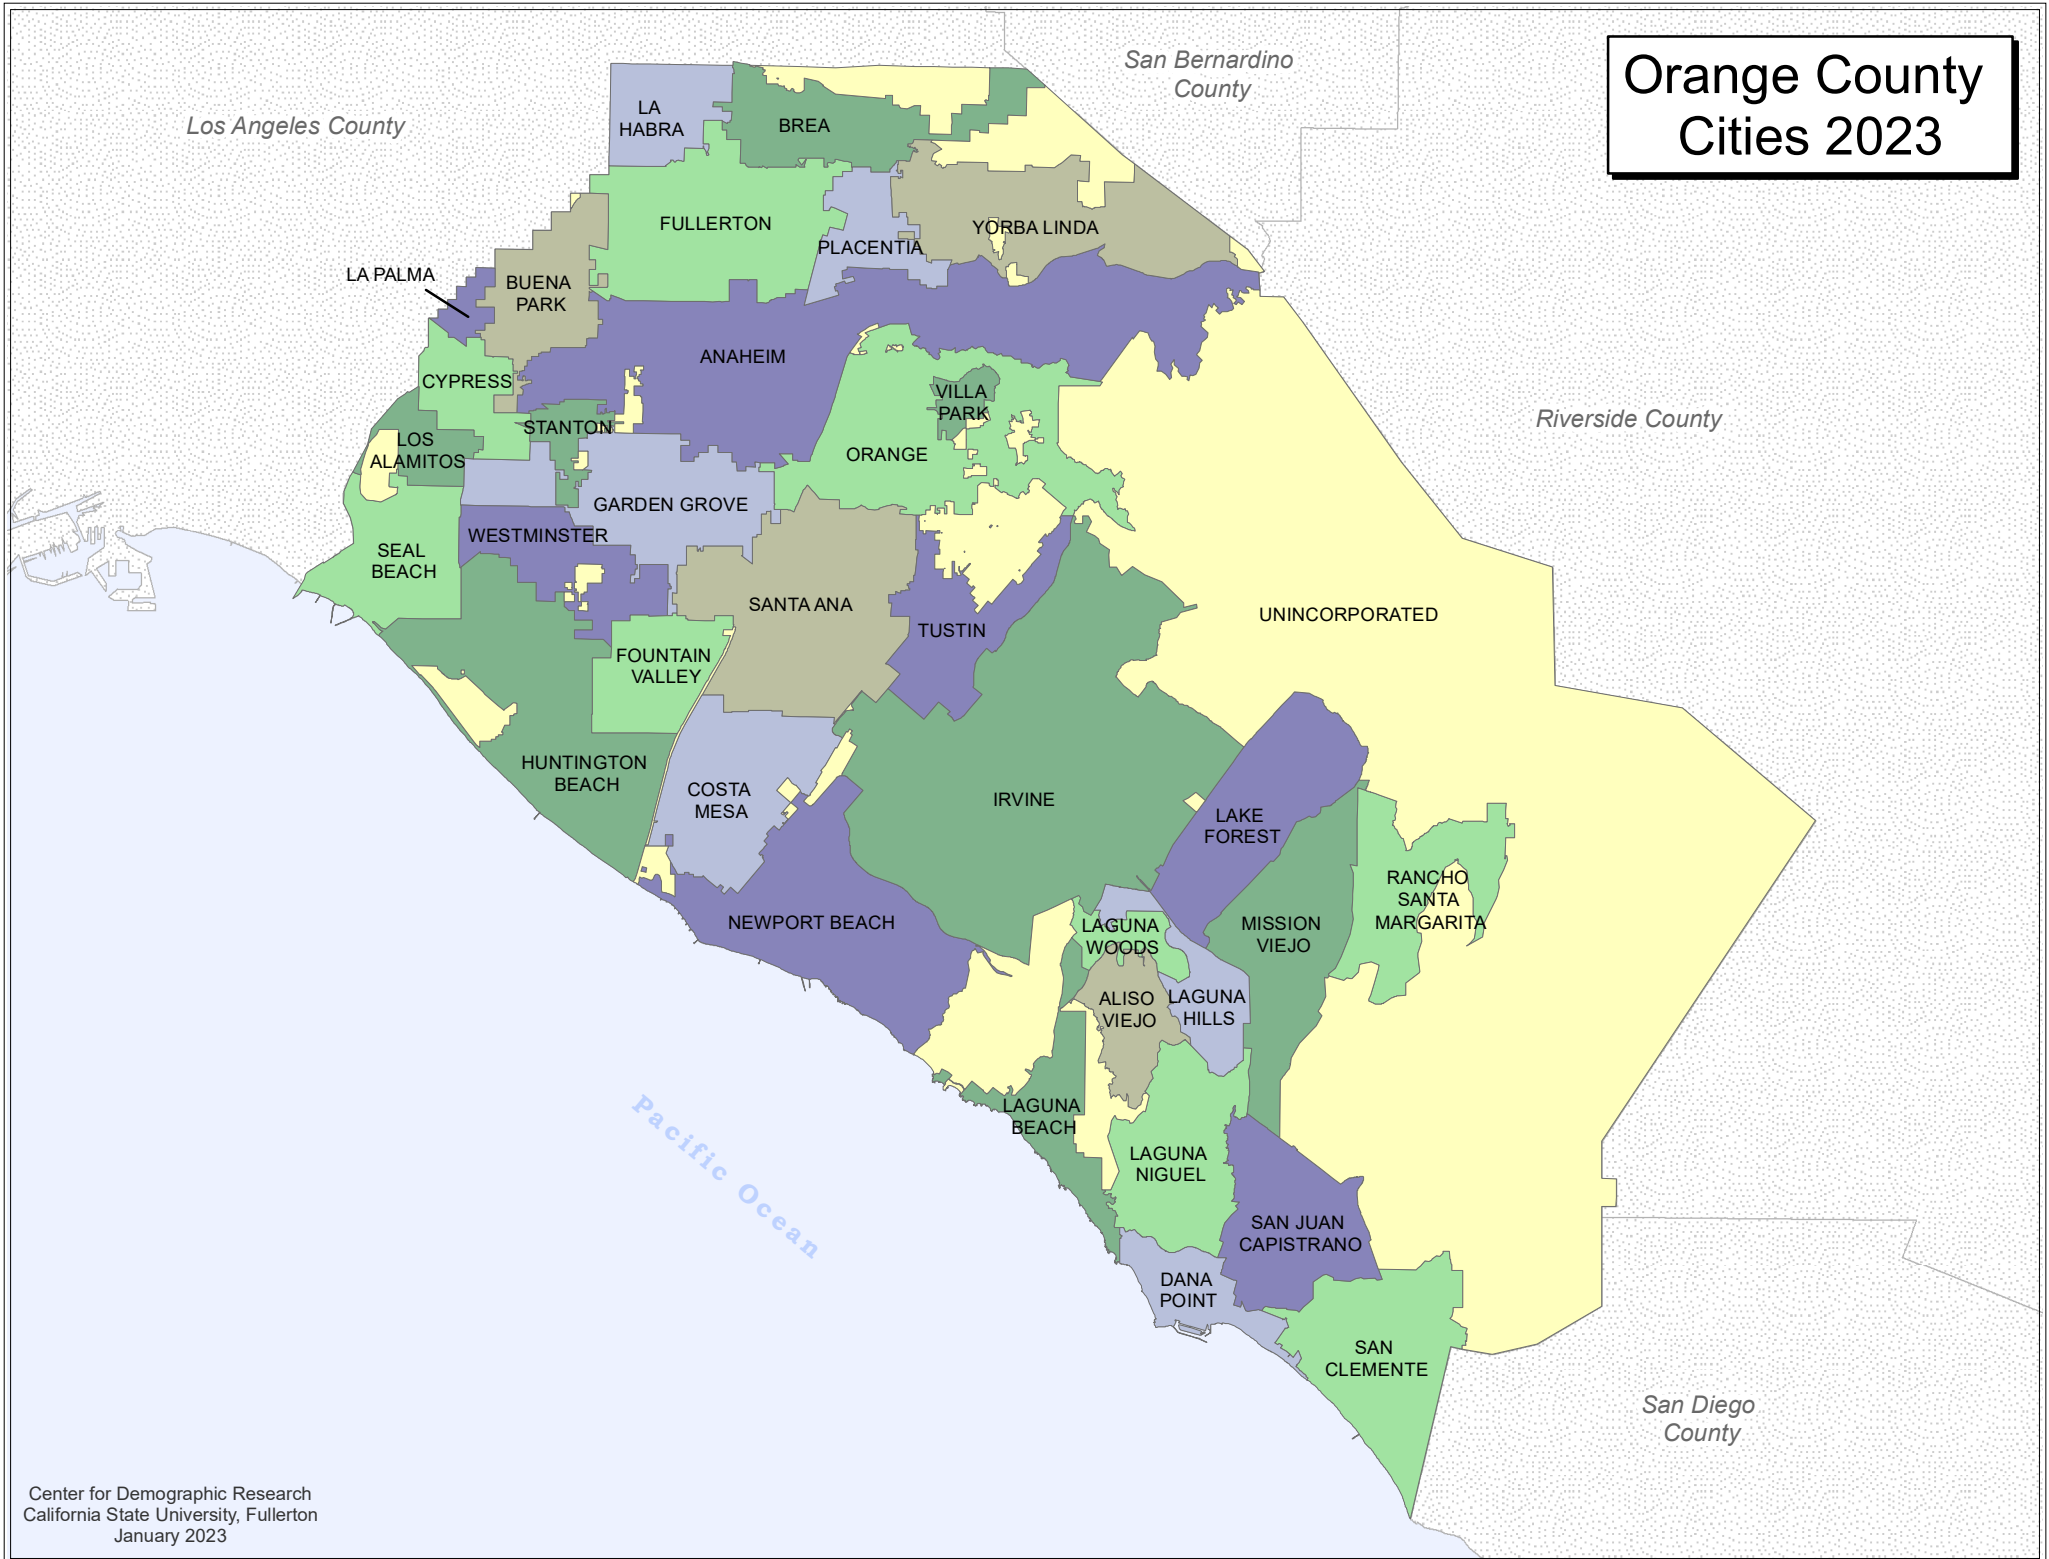 Orange County
Cities 2023
San Bernardino
County
Los Angeles County
Riverside County
San Diego
County
LA
HABRA
BREA
FULLERTON
PLACENTIA
YORBA LINDA
LA PALMA
BUENA
PARK
ANAHEIM
CYPRESS
VILLA
PARK
STANTON
LOS
ALAMITOS
ORANGE
GARDEN GROVE
WESTMINSTER
SEAL
BEACH
SANTA ANA
TUSTIN
UNINCORPORATED
FOUNTAIN
VALLEY
HUNTINGTON
BEACH
COSTA
MESA
IRVINE
LAKE
FOREST
RANCHO
SANTA
MARGARITA
NEWPORT BEACH
LAGUNA
WOODS
MISSION
VIEJO
ALISO
VIEJO
LAGUNA
HILLS
LAGUNA
BEACH
LAGUNA
NIGUEL
SAN JUAN
CAPISTRANO
DANA
POINT
SAN
CLEMENTE
Pacific Ocean
Center for Demographic Research
California State University, Fullerton
January 2023